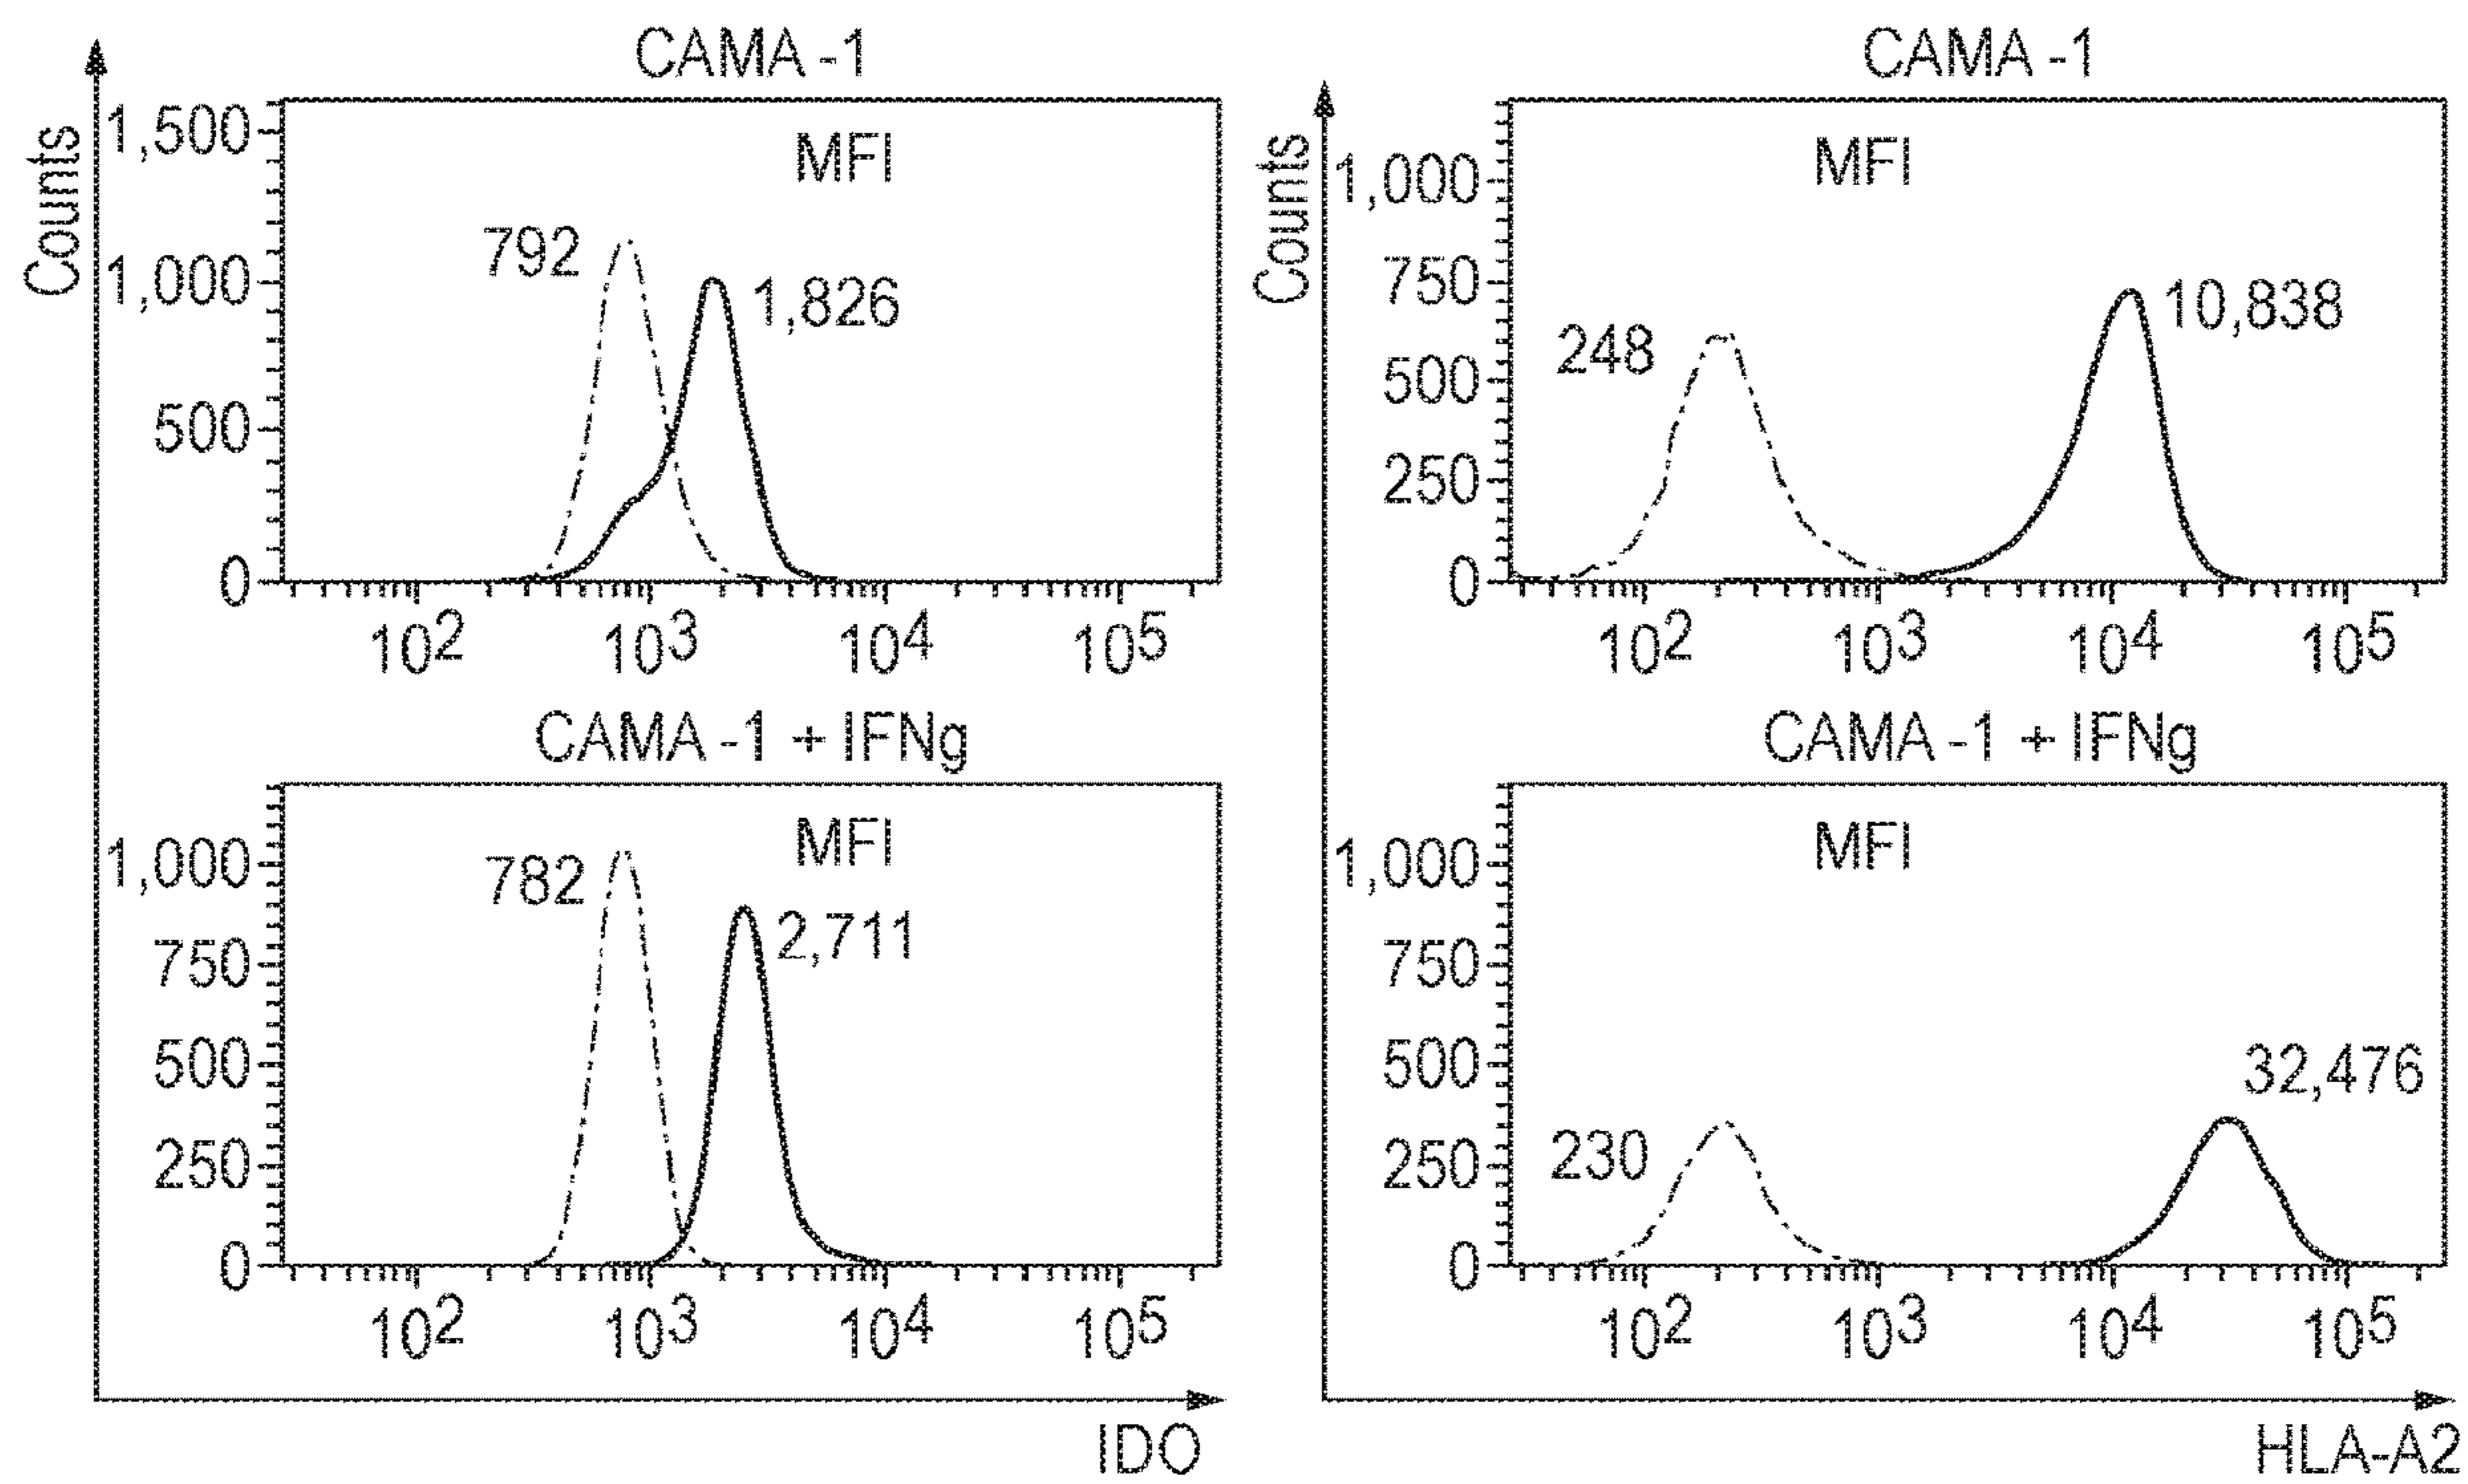 CAMA -1
Counts
1,500
1,000
500
0
MFI
792
1,826
10² 10³ 10⁴ 10⁵
CAMA -1 + IFNg
1,000
750
500
250
0
MFI
782
2,711
10² 10³ 10⁴ 10⁵
IDO
CAMA -1
Counts
1,000
750
500
250
0
MFI
248
10,838
10² 10³ 10⁴ 10⁵
CAMA -1 + IFNg
1,000
750
500
250
0
MFI
230
32,476
10² 10³ 10⁴ 10⁵
HLA-A2